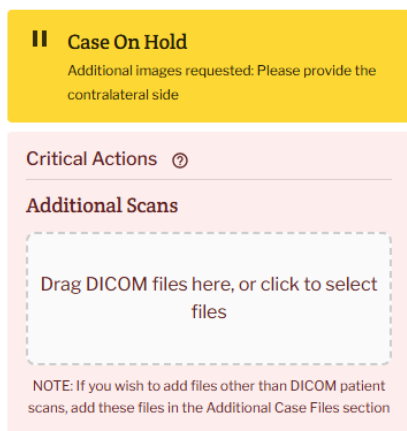 Case On Hold
Additional images requested: Please provide the
contralateral side
Critical Actions
Additional Scans
Drag DICOM files here, or click to select
files
NOTE: If you wish to add files other than DICOM patient
scans, add these files in the Additional Case Files section